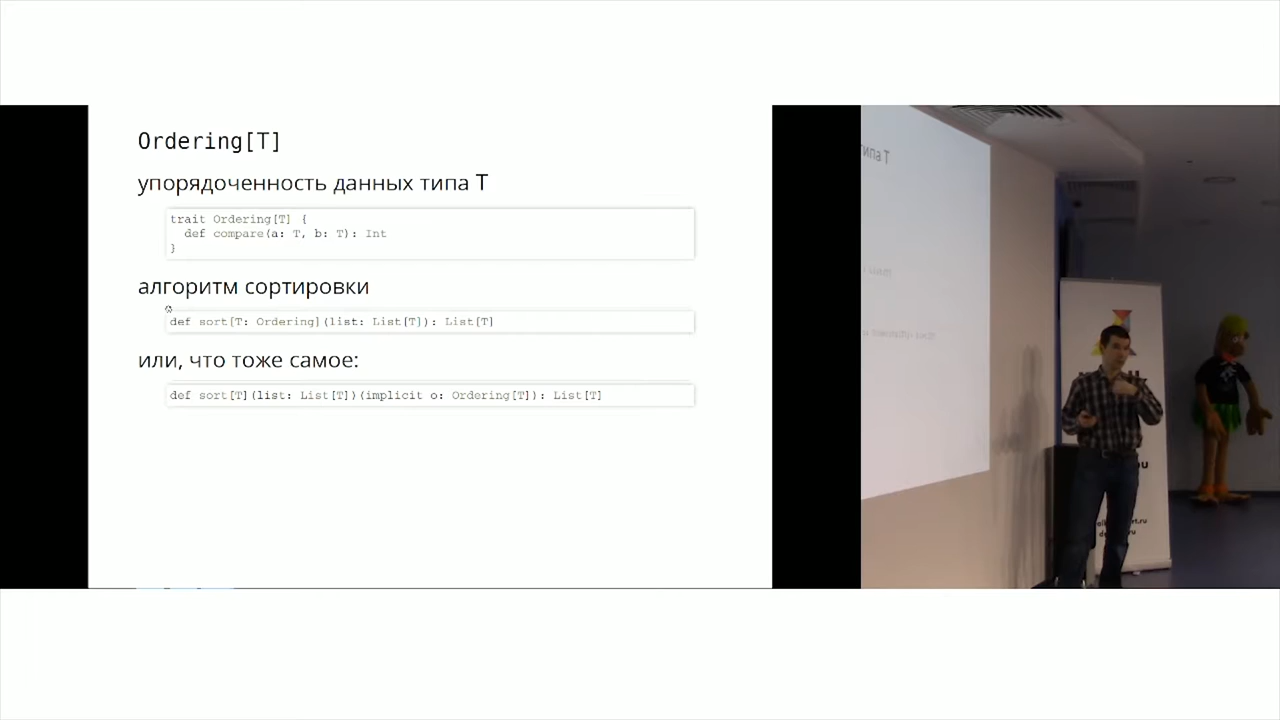 Ordering[T]
упорядоченность данных типа T
trait Ordering[T] {
def compare(a: T, b: T): Int
}
алгоритм сортировки
def sort[T: Ordering](list: List[T]): List[T]
или, что тоже самое:
def sort[T](list: List[T])(implicit o: Ordering[T]): List[T]
типа T